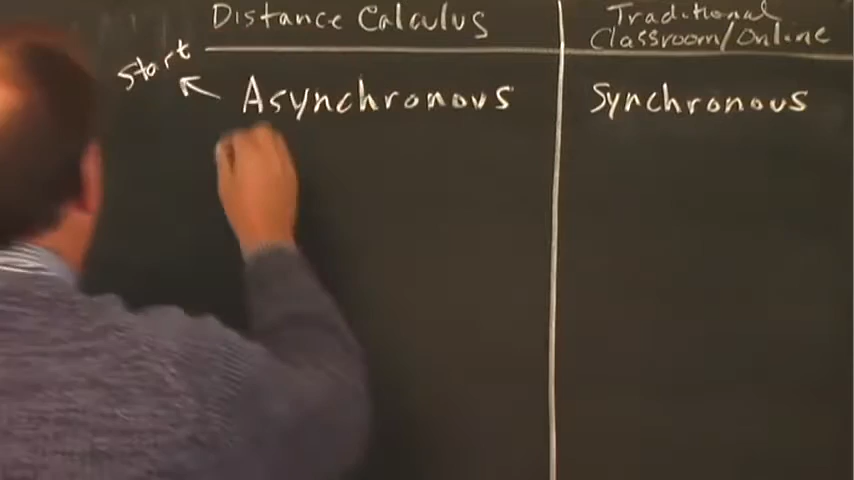 Distance Calculus
Traditional
Classroom/Online
Start
Asynchronous
Synchronous